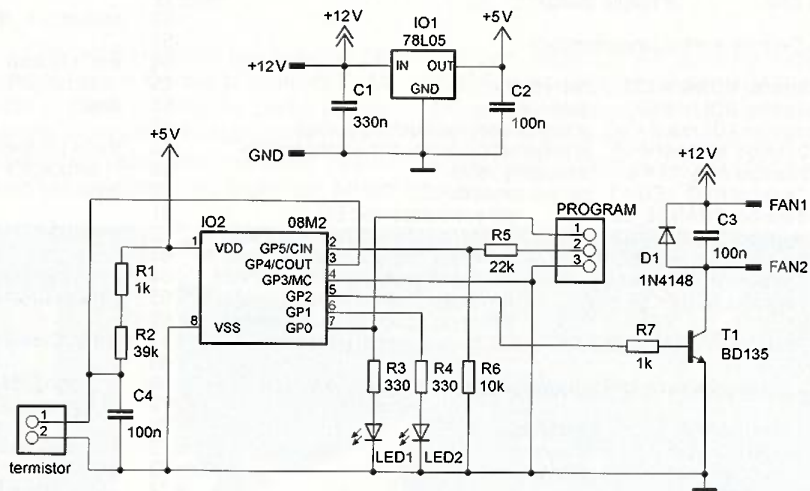 +12V
IO1
78L05
+5V
+12V
IN
OUT
GND
C1
330n
C2
100n
GND
+5V
+12V
IO2
08M2
PROGRAM
FAN1
1
VDD
GP5/CIN
2
GP4/COUT
3
GP3/MC
4
GP2
5
GP1
6
8
VSS
GP0
7
R5
22k
1
2
3
D1
1N4148
C3
100n
FAN2
R1
1k
R2
39k
R7
1k
T1
BD135
R3
330
R4
330
R6
10k
C4
100n
1
2
termistor
LED1
LED2